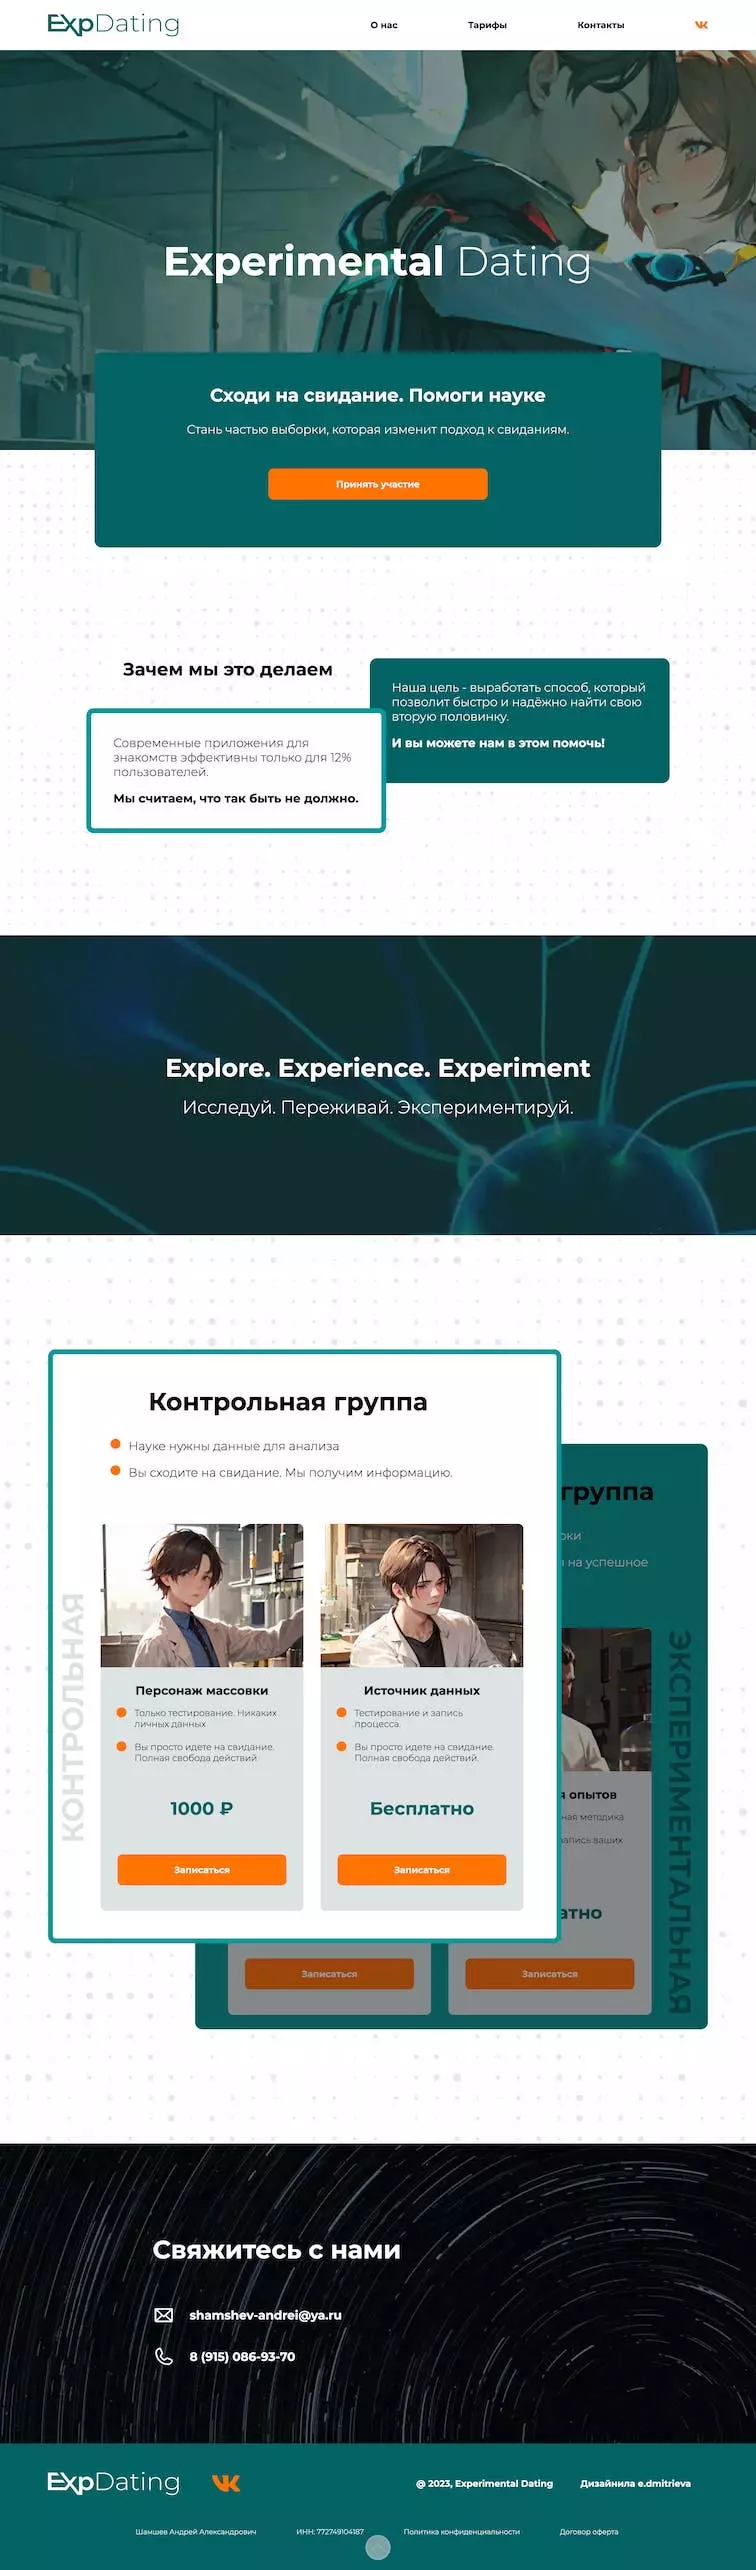 ExpDating
О нас
Тарифы
Контакты
Experimental Dating
Сходи на свидание. Помоги науке
Стань частью выборки, которая изменит подход к свиданиям.
Принять участие
Зачем мы это делаем
Современные приложения для
знакомств эффективны только для 12%
пользователей.
Мы считаем, что так быть не должно.
Наша цель - выработать способ, который
позволит быстро и надёжно найти свою
вторую половинку.
И вы можете нам в этом помочь!
Explore. Experience. Experiment
Исследуй. Переживай. Экспериментируй.
Контрольная группа
Науке нужны данные для анализа
Вы сходите на свидание. Мы получим информацию.
КОНТРОЛЬНАЯ
Персонаж массовки
Только тестирование. Никаких
личных данных
Вы просто идете на свидание.
Полная свобода действий
1000 ₽
Записаться
Источник данных
Тестирование и запись
процесса.
Вы просто идете на свидание.
Полная свобода действий.
Бесплатно
Записаться
группа
на успешное
опытов
методика
запись ваших
Записаться
Записаться
ЭКСПЕРИМЕНТАЛЬНАЯ
Свяжитесь с нами
shamshev-andrei@ya.ru
8 (915) 086-93-70
ExpDating
@ 2023, Experimental Dating
Дизайнила e.dmitrieva
Шамшев Андрей Александрович
ИНН: 772749104187
Политика конфиденциальности
Договор оферта